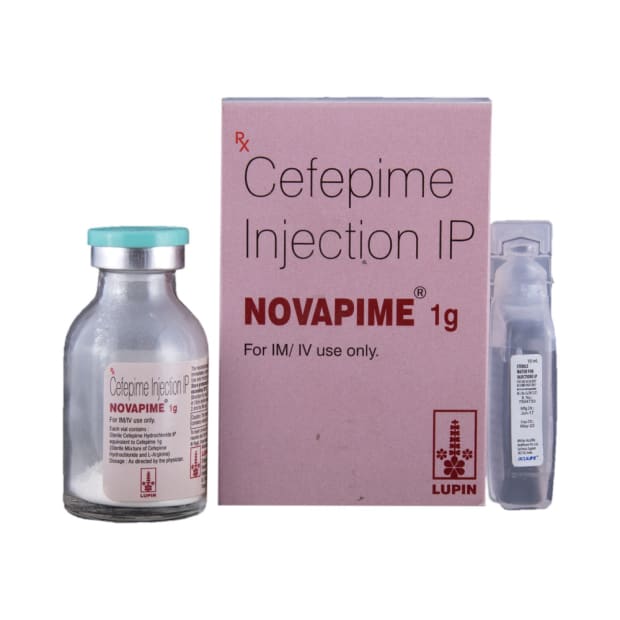 Rx
Cefepime
Injection IP
NOVAPIME® 1g
For IM/ IV use only.
LUPIN
Rx
Cefepime Injection IP
NOVAPIME® 1g
For IM/IV use only.
Each vial contains :
Sterile Cefepime Hydrochloride IP
equivalent to Cefepime 1g
(Sterile Mixture of Cefepime
Hydrochloride and L-Arginine)
Dosage : As directed by the physician.
LUPIN
10 ml
STERILE
WATER FOR
INJECTIONS IP